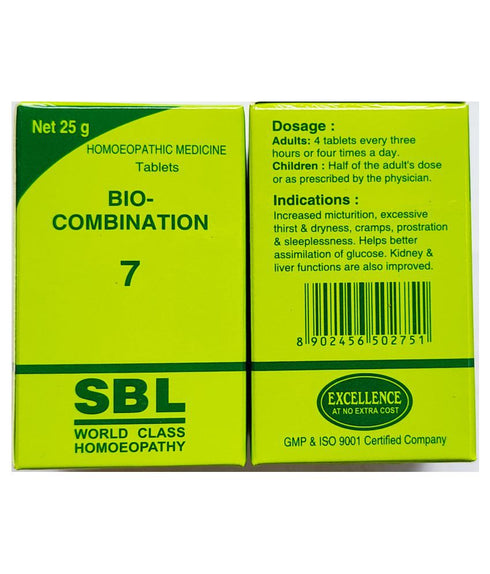 Net 25 g
HOMOEOPATHIC MEDICINE
Tablets
BIO-
COMBINATION
7
SBL
WORLD CLASS
HOMOEOPATHY
Dosage :
Adults: 4 tablets every three
hours or four times a day.
Children : Half of the adult's dose
or as prescribed by the physician.
Indications :
Increased micturition, excessive
thirst & dryness, cramps, prostration
& sleeplessness. Helps better
assimilation of glucose. Kidney &
liver functions are also improved.
8 902456 502751
EXCELLENCE
AT NO EXTRA COST
GMP & ISO 9001 Certified Company